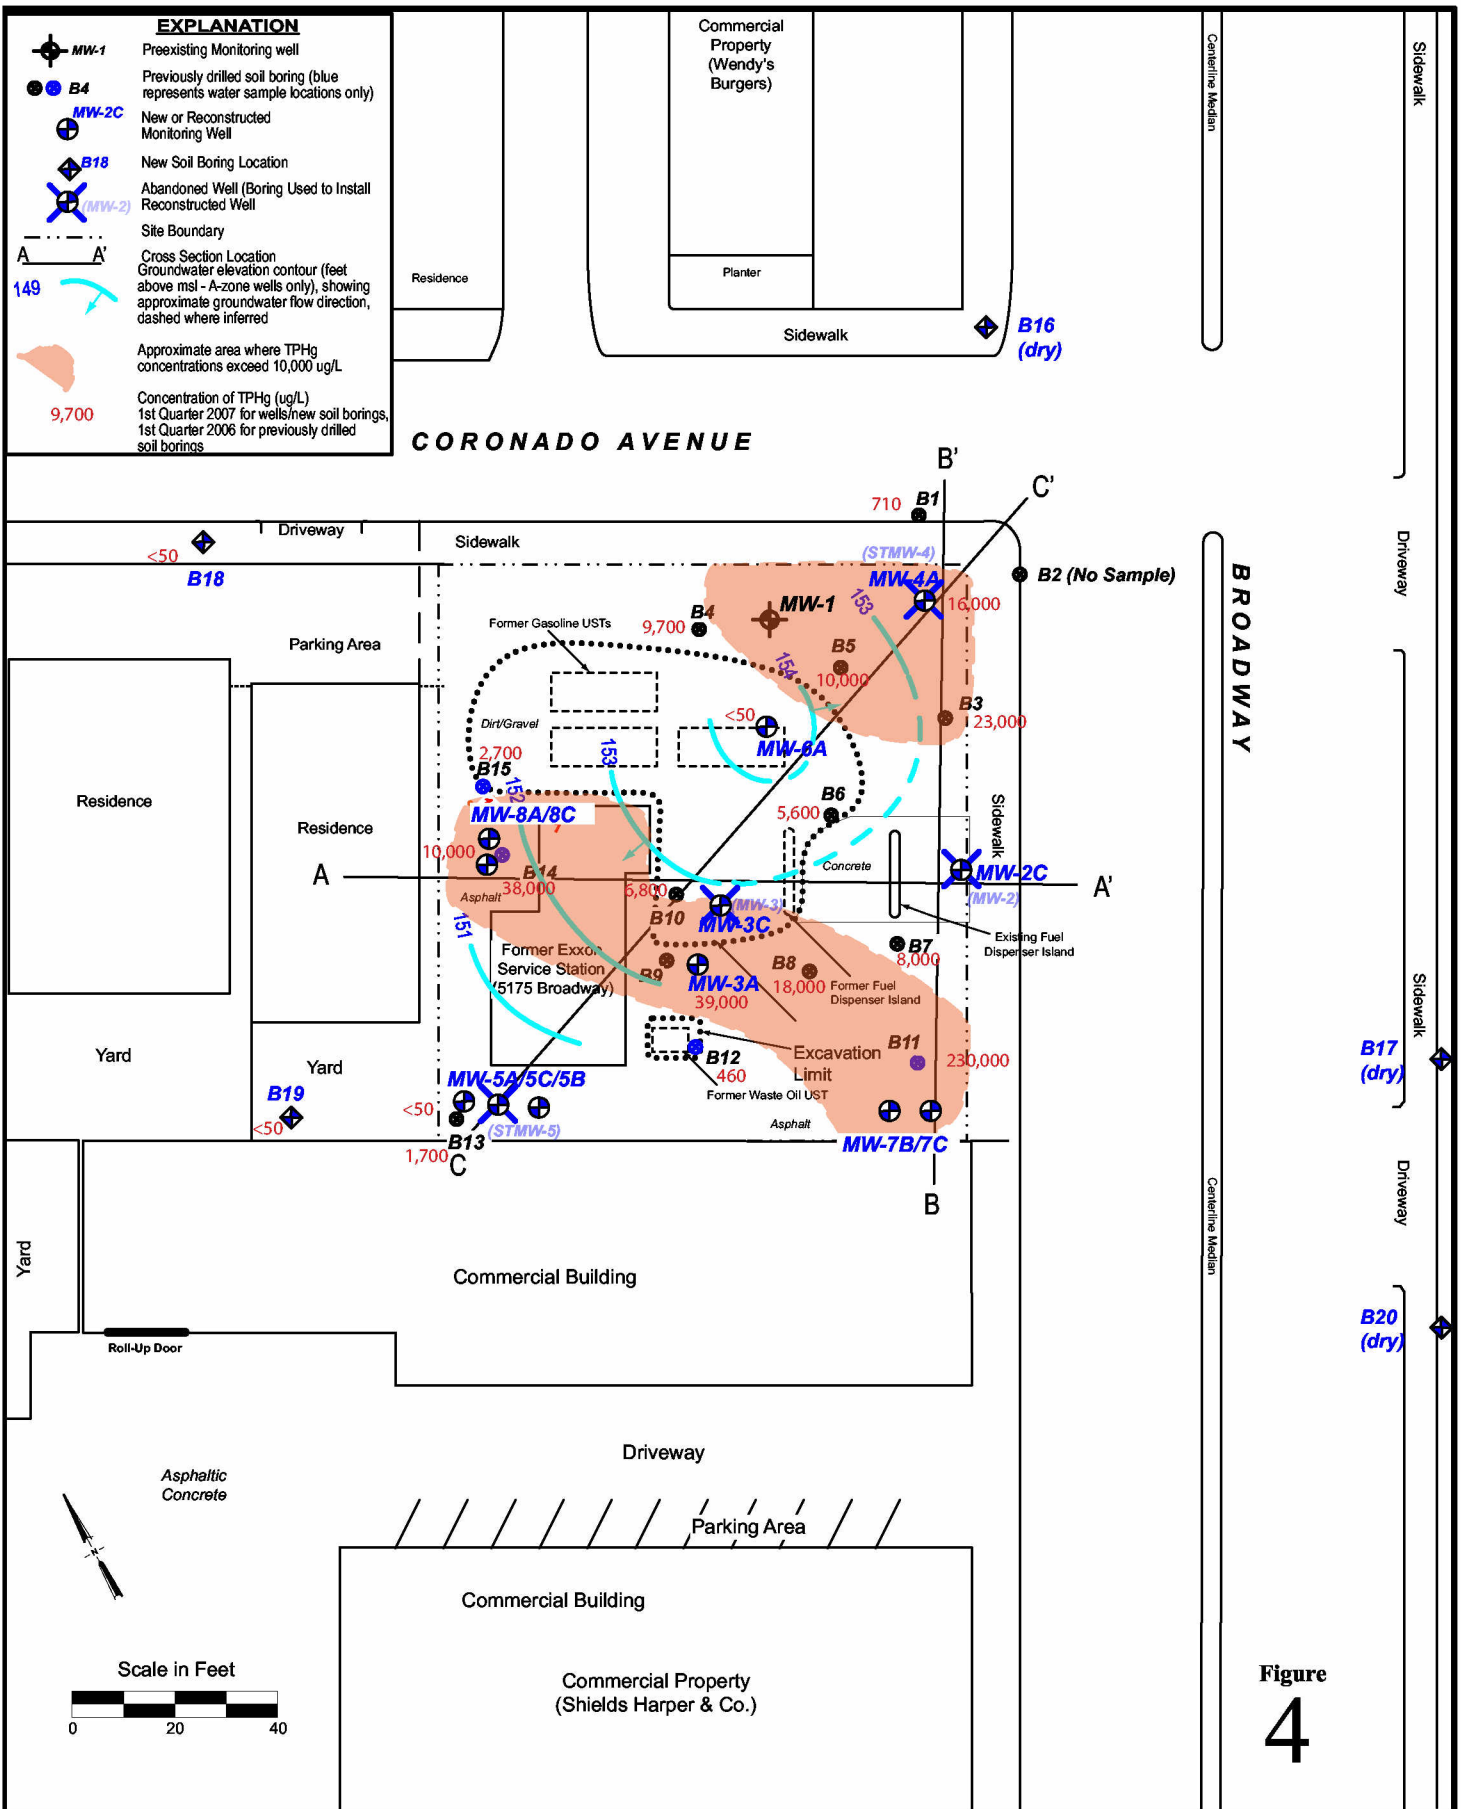 EXPLANATION
MW-1
Preexisting Monitoring well
B4
Previously drilled soil boring (blue
represents water sample locations only)
MW-2C
New or Reconstructed
Monitoring Well
B18
New Soil Boring Location
(MW-2)
Abandoned Well (Boring Used to Install
Reconstructed Well
Site Boundary
A A'
Cross Section Location
149
Groundwater elevation contour (feet
above msl - A-zone wells only), showing
approximate groundwater flow direction,
dashed where inferred
Approximate area where TPHg
concentrations exceed 10,000 ug/L
9,700
Concentration of TPHg (ug/L)
1st Quarter 2007 for wells/new soil borings,
1st Quarter 2006 for previously drilled
soil borings
Commercial
Property
(Wendy's
Burgers)
Centerline Median
Sidewalk
Residence
Planter
Sidewalk
B16
(dry)
CORONADO AVENUE
B'
C'
710
B1
Driveway
Sidewalk
<50
B18
(STMW-4)
MW-4A
16,000
B2 (No Sample)
Driveway
BROADWAY
Parking Area
Former Gasoline USTs
B4
9,700
MW-1
153
B5
10,000
154
B3
23,000
Dirt/Gravel
<50
MW-6A
2,700
B15
152
153
Residence
Residence
MW-8A/8C
B6
5,600
Sidewalk
10,000
B14
38,000
Asphalt
A
6,800
B10
(MW-3)
MW-3C
Concrete
MW-2C
(MW-2)
A'
151
Former Exxon
Service Station
(5175 Broadway)
B9
MW-3A
39,000
B8
18,000
Former Fuel
Dispenser Island
B7
8,000
Existing Fuel
Dispenser Island
Sidewalk
Yard
Yard
B12
460
Former Waste Oil UST
Excavation
Limit
B11
230,000
B17
(dry)
B19
<50
MW-5A/5C/5B
<50
(STMW-5)
B13
1,700
C
Asphalt
MW-7B/7C
B
Driveway
Centerline Median
Yard
Commercial Building
B20
(dry)
Roll-Up Door
Driveway
Asphaltic
Concrete
Parking Area
N
Commercial Building
Scale in Feet
0 20 40
Commercial Property
(Shields Harper & Co.)
Figure
4